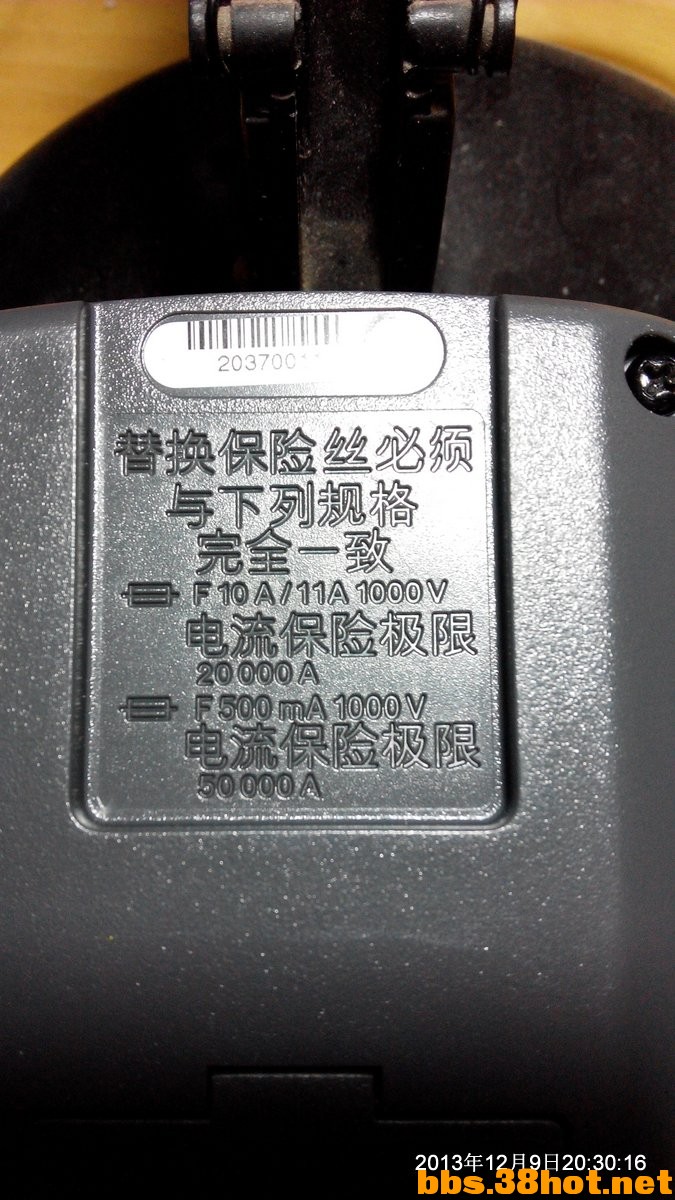 替换保险丝必须
与下列规格
完全一致
F 10 A / 11A 1000 V
电流保险极限
20 000 A
F 500 mA 1000 V
电流保险极限
50 000 A
2013年12月9日20:30:16
bbs.38hot.net